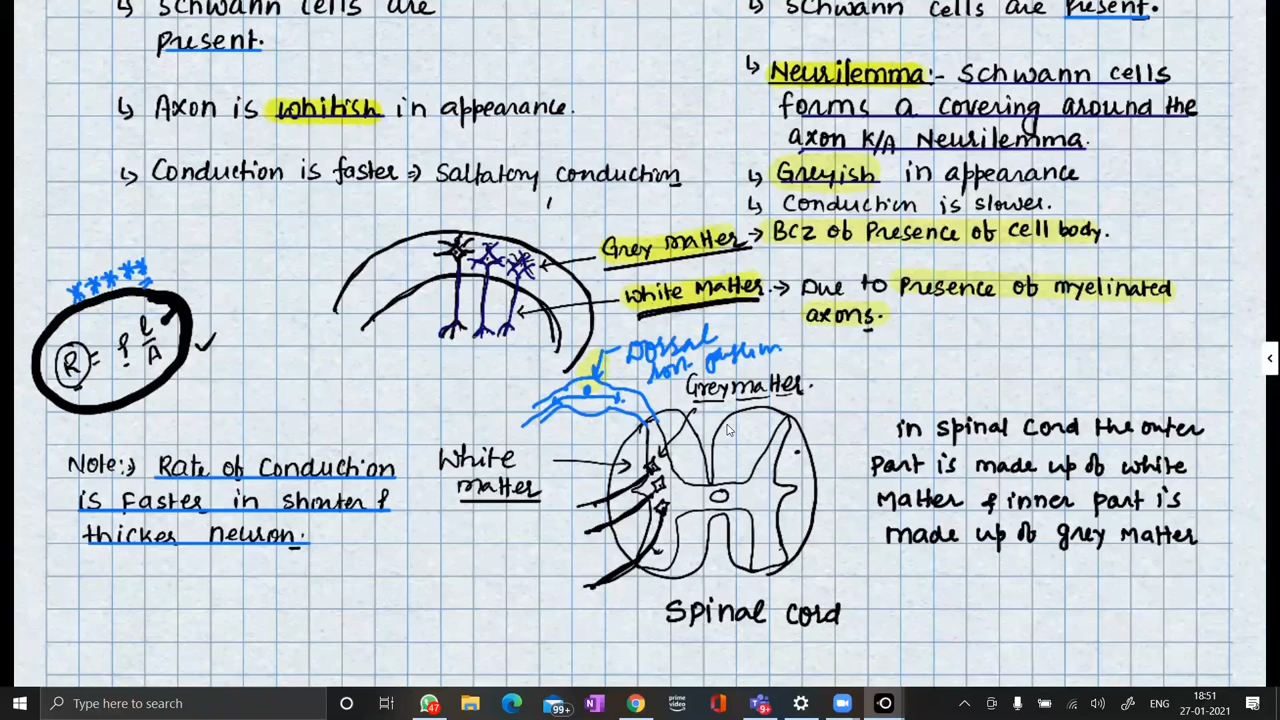 ↳ Schwann cells are
present.
↳ Axon is whitish in appearance.
↳ Conduction is faster ⇒ Saltatory conduction
↳ Schwann cells are present.
↳ Neurilemma:- Schwann cells
forms a covering around the
axon K/A Neurilemma.
↳ Greyish in appearance
↳ Conduction is slower.
Grey matter → Bcz of Presence of cell body.
White Matter → Due to Presence of myelinated
axons.
*****
R = ρ l/A ✓
Dorsal
Grey matter.
White
matter
Note:→ Rate of Conduction
is Faster in shorter &
thicker neuron.
in spinal cord the outer
part is made up of white
Matter & inner part is
made up of grey Matter
Spinal cord
Type here to search
47
99+
prime video
9+
ENG
18:51
27-01-2021